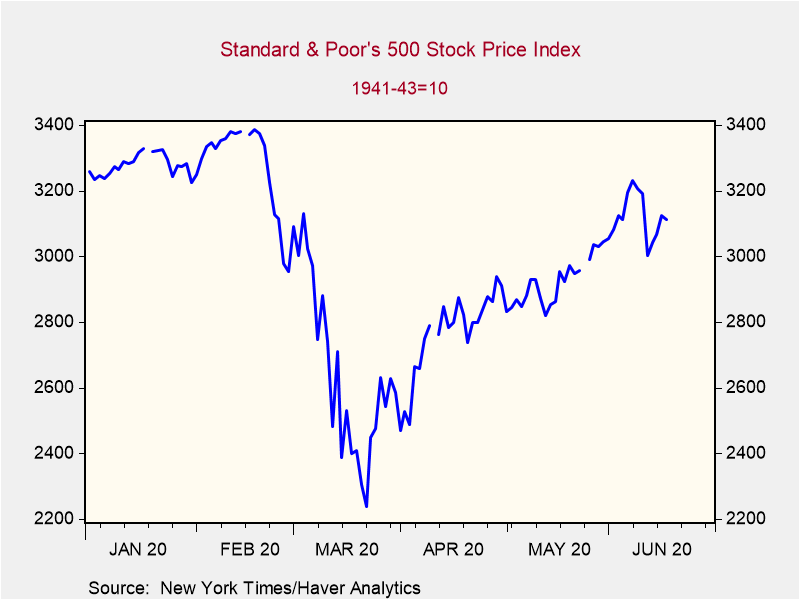 Standard & Poor's 500 Stock Price Index
1941-43=10
3400 3400
3200 3200
3000 3000
2800 2800
2600 2600
2400 2400
2200 2200
JAN 20 FEB 20 MAR 20 APR 20 MAY 20 JUN 20
Source: New York Times/Haver Analytics